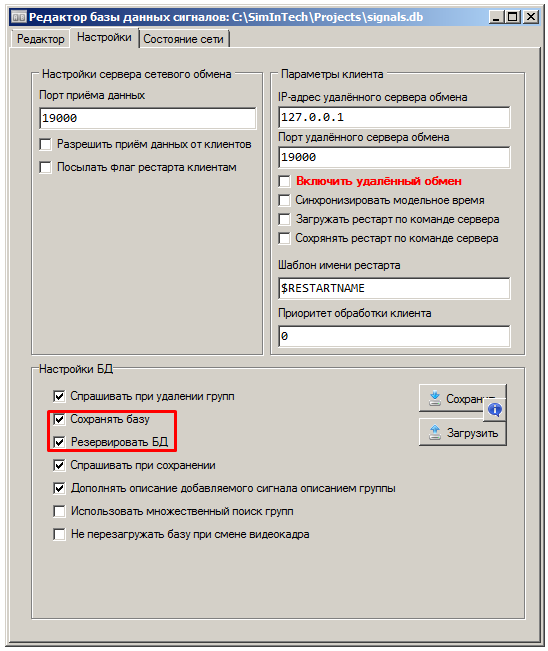 Редактор базы данных сигналов: C:\SimInTech\Projects\signals.db
Редактор Настройки Состояние сети
Настройки сервера сетевого обмена
Порт приёма данных
19000
Разрешить приём данных от клиентов
Посылать флаг рестарта клиентам
Параметры клиента
IP-адрес удалённого сервера обмена
127.0.0.1
Порт удалённого сервера обмена
19000
Включить удалённый обмен
Синхронизировать модельное время
Загружать рестарт по команде сервера
Сохрянять рестарт по команде сервера
Шаблон имени рестарта
$RESTARTNAME
Приоритет обработки клиента
0
Настройки БД
Спрашивать при удалении групп
Сохранять базу
Резервировать БД
Спрашивать при сохранении
Дополнять описание добавляемого сигнала описанием группы
Использовать множественный поиск групп
Не перезагружать базу при смене видеокадра
Загрузить